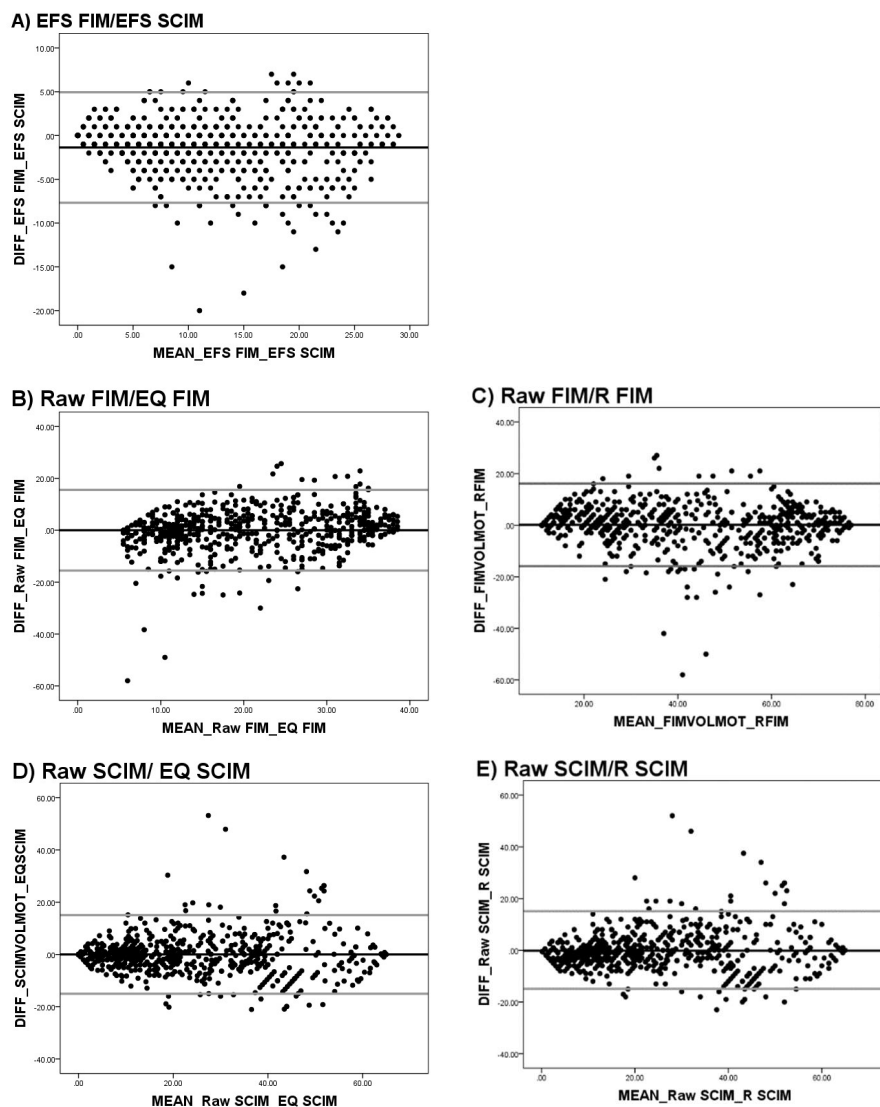 A) EFS FIM/EFS SCIM
10.00
5.00
.00
-5.00
-10.00
-15.00
-20.00
DIFF_EFS FIM_EFS SCIM
.00 5.00 10.00 15.00 20.00 25.00 30.00
MEAN_EFS FIM_EFS SCIM
B) Raw FIM/EQ FIM
40.00
20.00
.00
-20.00
-40.00
-60.00
DIFF_Raw FIM_EQ FIM
.00 10.00 20.00 30.00 40.00
MEAN_Raw FIM_EQ FIM
C) Raw FIM/R FIM
40.00
20.00
.00
-20.00
-40.00
-60.00
DIFF_FIMVOLMOT_RFIM
20.00 40.00 60.00 80.00
MEAN_FIMVOLMOT_RFIM
D) Raw SCIM/ EQ SCIM
60.00
40.00
20.00
.00
-20.00
-40.00
DIFF_SCIMVOLMOT_EQSCIM
.00 20.00 40.00 60.00
MEAN_Raw SCIM_EQ SCIM
E) Raw SCIM/R SCIM
60.00
40.00
20.00
.00
-20.00
-40.00
DIFF_Raw SCIM_R SCIM
.00 20.00 40.00 60.00
MEAN_Raw SCIM_R SCIM